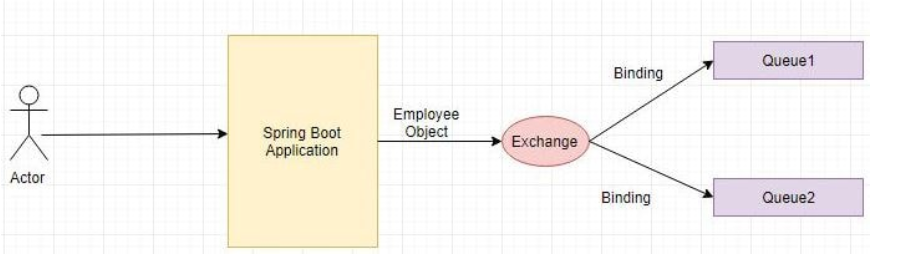 Actor
Spring Boot
Application
Employee
Object
Exchange
Binding
Queue1
Binding
Queue2